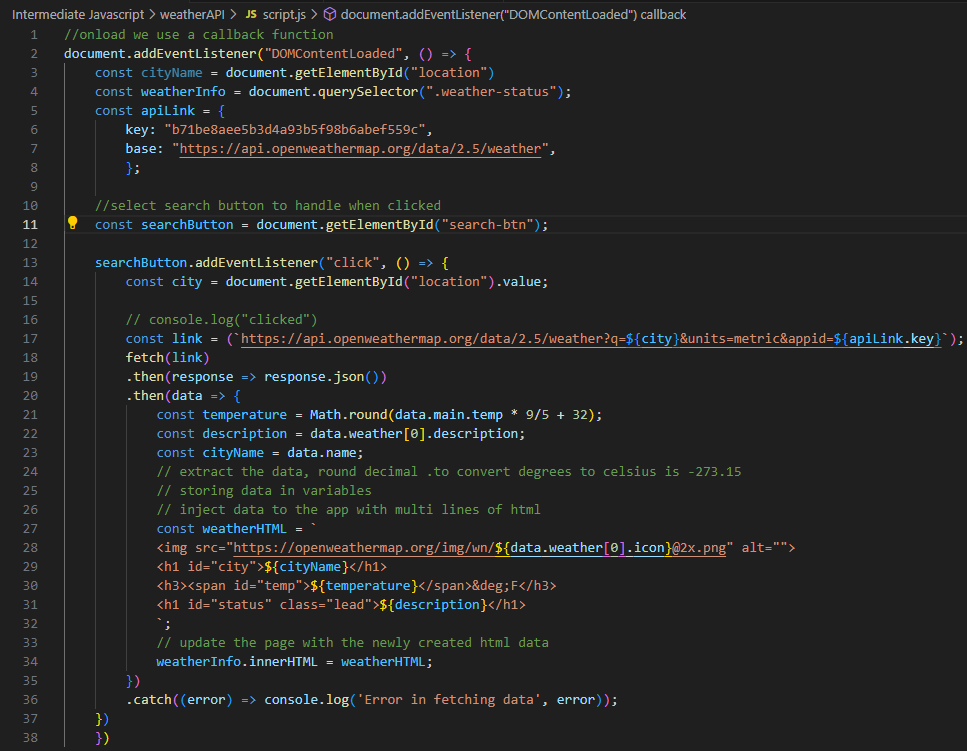 Intermediate Javascript > weatherAPI > JS script.js > document.addEventListener("DOMContentLoaded") callback
1 //onload we use a callback function
2 document.addEventListener("DOMContentLoaded", () => {
3 const cityName = document.getElementById("location")
4 const weatherInfo = document.querySelector(".weather-status");
5 const apiLink = {
6 key: "b71be8aee5b3d4a93b5f98b6abef559c",
7 base: "https://api.openweathermap.org/data/2.5/weather",
8 };
9
10 //select search button to handle when clicked
11 const searchButton = document.getElementById("search-btn");
12
13 searchButton.addEventListener("click", () => {
14 const city = document.getElementById("location").value;
15
16 // console.log("clicked")
17 const link = (`https://api.openweathermap.org/data/2.5/weather?q=${city}&units=metric&appid=${apiLink.key}`);
18 fetch(link)
19 .then(response => response.json())
20 .then(data => {
21 const temperature = Math.round(data.main.temp * 9/5 + 32);
22 const description = data.weather[0].description;
23 const cityName = data.name;
24 // extract the data, round decimal .to convert degrees to celsius is -273.15
25 // storing data in variables
26 // inject data to the app with multi lines of html
27 const weatherHTML = `
28 <img src="https://openweathermap.org/img/wn/${data.weather[0].icon}@2x.png" alt="">
29 <h1 id="city">${cityName}</h1>
30 <h3><span id="temp">${temperature}</span>&deg;F</h3>
31 <h1 id="status" class="lead">${description}</h1>
32 `;
33 // update the page with the newly created html data
34 weatherInfo.innerHTML = weatherHTML;
35 })
36 .catch((error) => console.log('Error in fetching data', error));
37 })
38 })